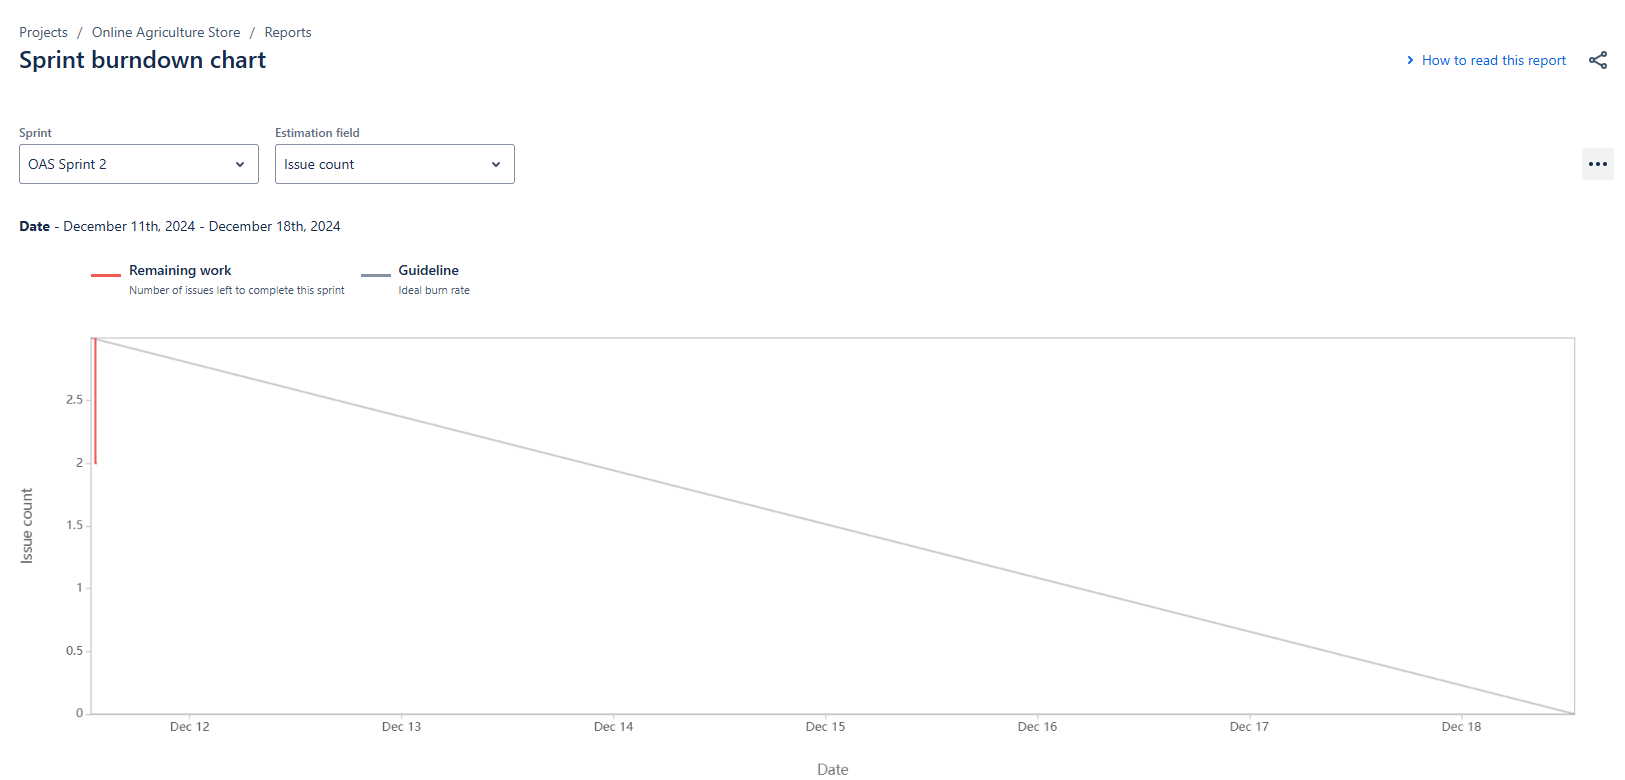 Projects / Online Agriculture Store / Reports
Sprint burndown chart
How to read this report
Sprint
Estimation field
OAS Sprint 2
Issue count
Date - December 11th, 2024 - December 18th, 2024
Remaining work
Number of issues left to complete this sprint
Guideline
Ideal burn rate
2.5
2
1.5
1
0.5
0
Issue count
Dec 12
Dec 13
Dec 14
Dec 15
Dec 16
Dec 17
Dec 18
Date